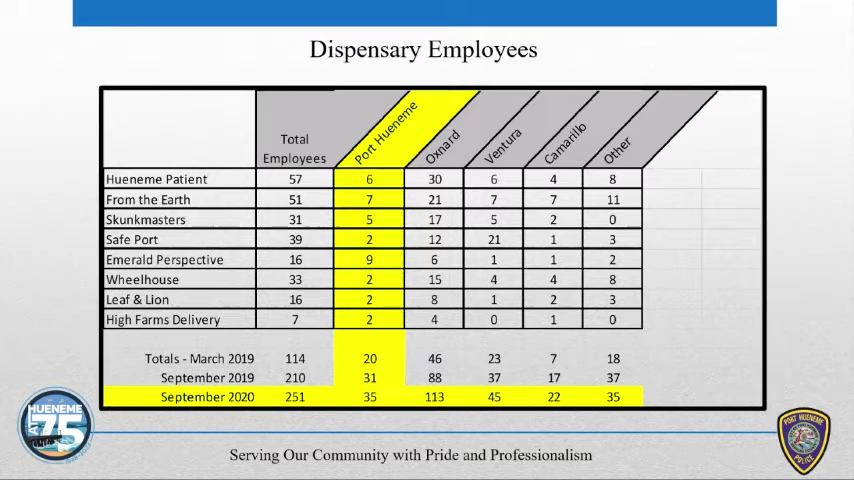 Dispensary Employees
Total Employees Port Hueneme Oxnard Ventura Camarillo Other
Hueneme Patient 57 6 30 6 4 8
From the Earth 51 7 21 7 7 11
Skunkmasters 31 5 17 5 2 0
Safe Port 39 2 12 21 1 3
Emerald Perspective 16 9 6 1 1 2
Wheelhouse 33 2 15 4 4 8
Leaf & Lion 16 2 8 1 2 3
High Farms Delivery 7 2 4 0 1 0
Totals - March 2019 114 20 46 23 7 18
September 2019 210 31 88 37 17 37
September 2020 251 35 113 45 22 35
HUENEME
AT
75
PORT HUENEME
POLICE
Serving Our Community with Pride and Professionalism